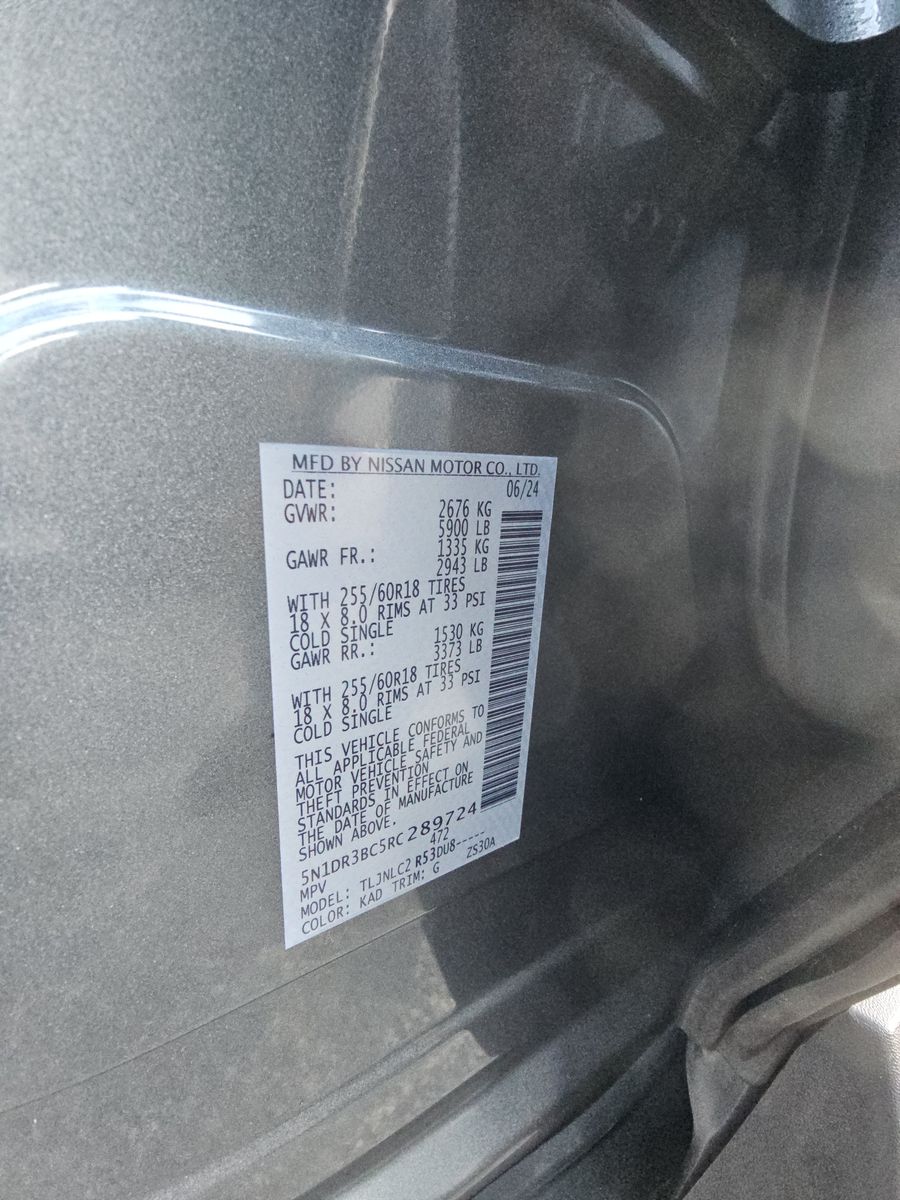 MFD BY NISSAN MOTOR CO., LTD.
DATE: 06/24
GVWR: 2676 KG
5900 LB
GAWR FR.: 1335 KG
2943 LB
WITH 255/60R18 TIRES
18 X 8.0 RIMS AT 33 PSI
COLD SINGLE
GAWR RR.: 1530 KG
3373 LB
WITH 255/60R18 TIRES
18 X 8.0 RIMS AT 33 PSI
COLD SINGLE
THIS VEHICLE CONFORMS TO
ALL APPLICABLE FEDERAL
MOTOR VEHICLE SAFETY AND
THEFT PREVENTION
STANDARDS IN EFFECT ON
THE DATE OF MANUFACTURE
SHOWN ABOVE.
5N1DR3BC5RC289724
MPV 472
MODEL: TLJNLC2 R53DU8-----
COLOR: KAD TRIM: G ZS30A